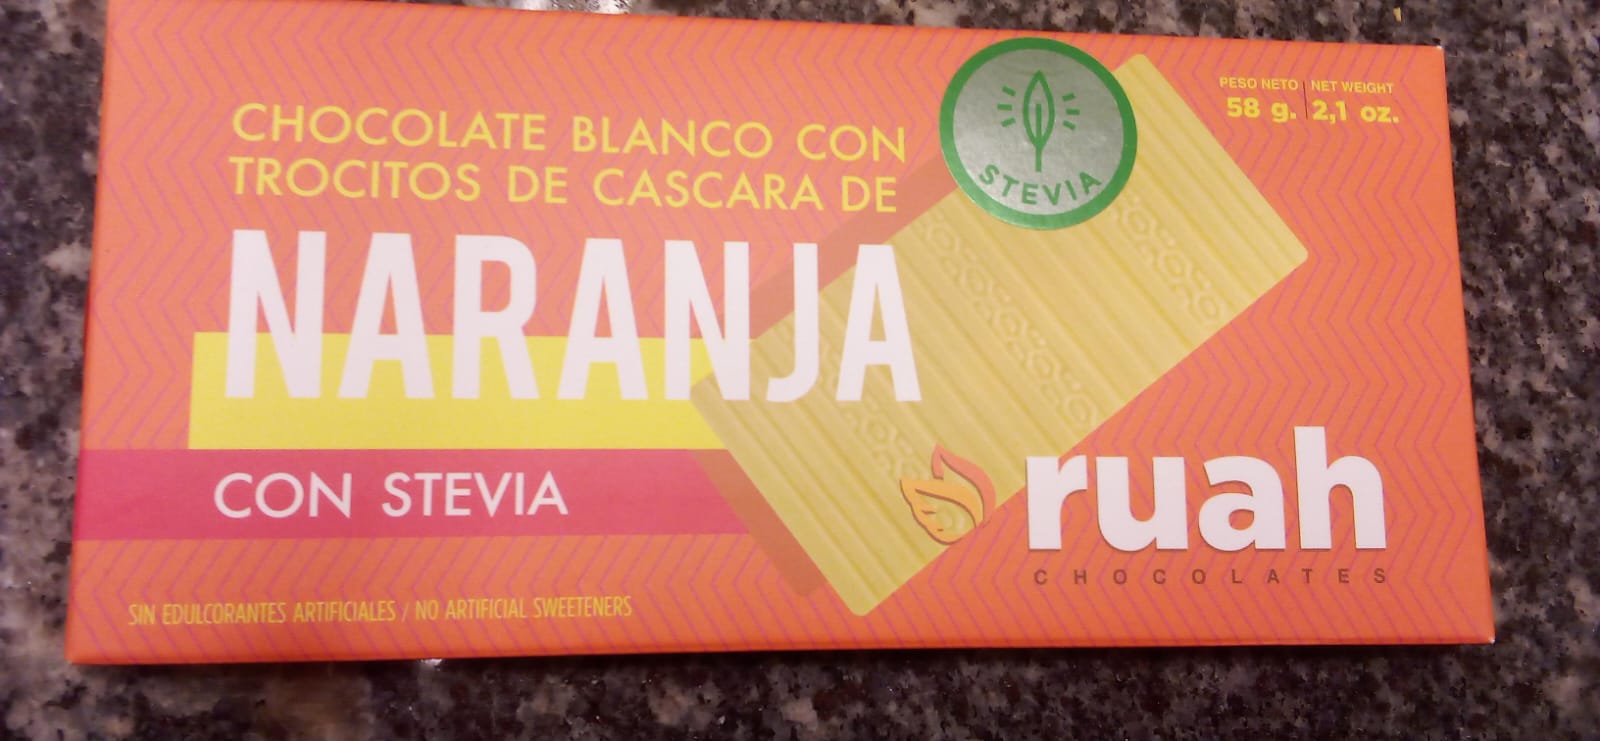 CHOCOLATE BLANCO CON
TROCITOS DE CASCARA DE
NARANJA
CON STEVIA
SIN EDULCORANTES ARTIFICIALES / NO ARTIFICIAL SWEETENERS
STEVIA
PESO NETO | NET WEIGHT
58 g. | 2,1 oz.
ruah
CHOCOLATES